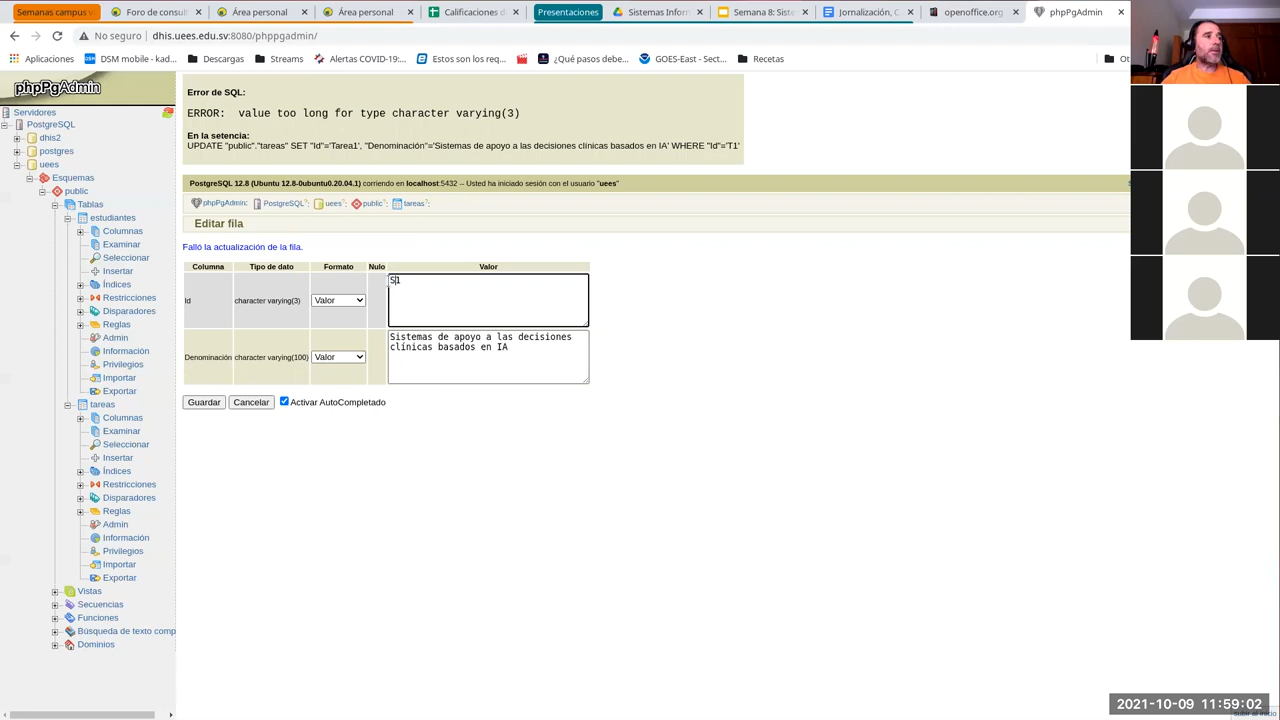 Semanas campus v
Foro de consul
Área personal
Área personal
Calificaciones d
Presentaciones
Sistemas Inform
Semana 8: Siste
Jornalización, C
openoffice.org
phpPgAdmin
No seguro
dhis.uees.edu.sv:8080/phppgadmin/
Aplicaciones
DSM mobile - kad...
Descargas
Streams
Alertas COVID-19:...
Estos son los req...
¿Qué pasos debe...
GOES-East - Sect...
Recetas
Ot
phpPgAdmin
Servidores
PostgreSQL
dhis2
postgres
uees
Esquemas
public
Tablas
estudiantes
Columnas
Examinar
Seleccionar
Insertar
Índices
Restricciones
Disparadores
Reglas
Admin
Información
Privilegios
Importar
Exportar
tareas
Columnas
Examinar
Seleccionar
Insertar
Índices
Restricciones
Disparadores
Reglas
Admin
Información
Privilegios
Importar
Exportar
Vistas
Secuencias
Funciones
Búsqueda de texto comp
Dominios
Error de SQL:
ERROR: value too long for type character varying(3)
En la setencia:
UPDATE "public"."tareas" SET "Id"='Tarea1', "Denominación"='Sistemas de apoyo a las decisiones clínicas basados en IA' WHERE "Id"='T1'
PostgreSQL 12.8 (Ubuntu 12.8-0ubuntu0.20.04.1) corriendo en localhost:5432 -- Usted ha iniciado sesión con el usuario "uees"
phpPgAdmin: PostgreSQL?: uees?: public?: tareas?:
Editar fila
Falló la actualización de la fila.
Columna Tipo de dato Formato Nulo Valor
Id character varying(3) Valor S1
Denominación character varying(100) Valor Sistemas de apoyo a las decisiones
clínicas basados en IA
Guardar Cancelar Activar AutoCompletado
2021-10-09 11:59:02
subir al inicio